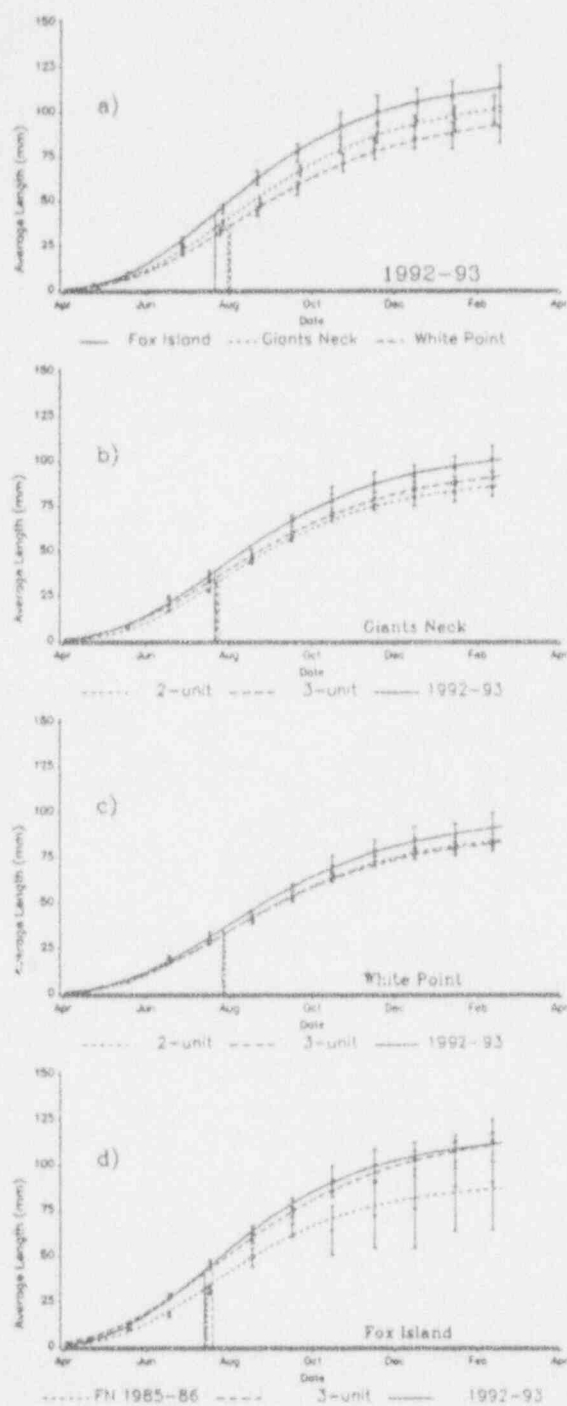 150
125
a)
100
75
50
25
0
Average Length (mm)
1992-93
Apr Jun Aug Oct Dec Feb Apr
Date
Fox Island Giants Neck White Point
150
125
b)
100
75
50
25
0
Average Length (mm)
Giants Neck
Apr Jun Aug Oct Dec Feb Apr
Date
2-unit 3-unit 1992-93
150
125
c)
100
75
50
25
0
Average Length (mm)
White Point
Apr Jun Aug Oct Dec Feb Apr
Date
2-unit 3-unit 1992-93
150
125
d)
100
75
50
25
0
Average Length (mm)
Fox Island
Apr Jun Aug Oct Dec Feb Apr
Date
FN 1985-86 3-unit 1992-93